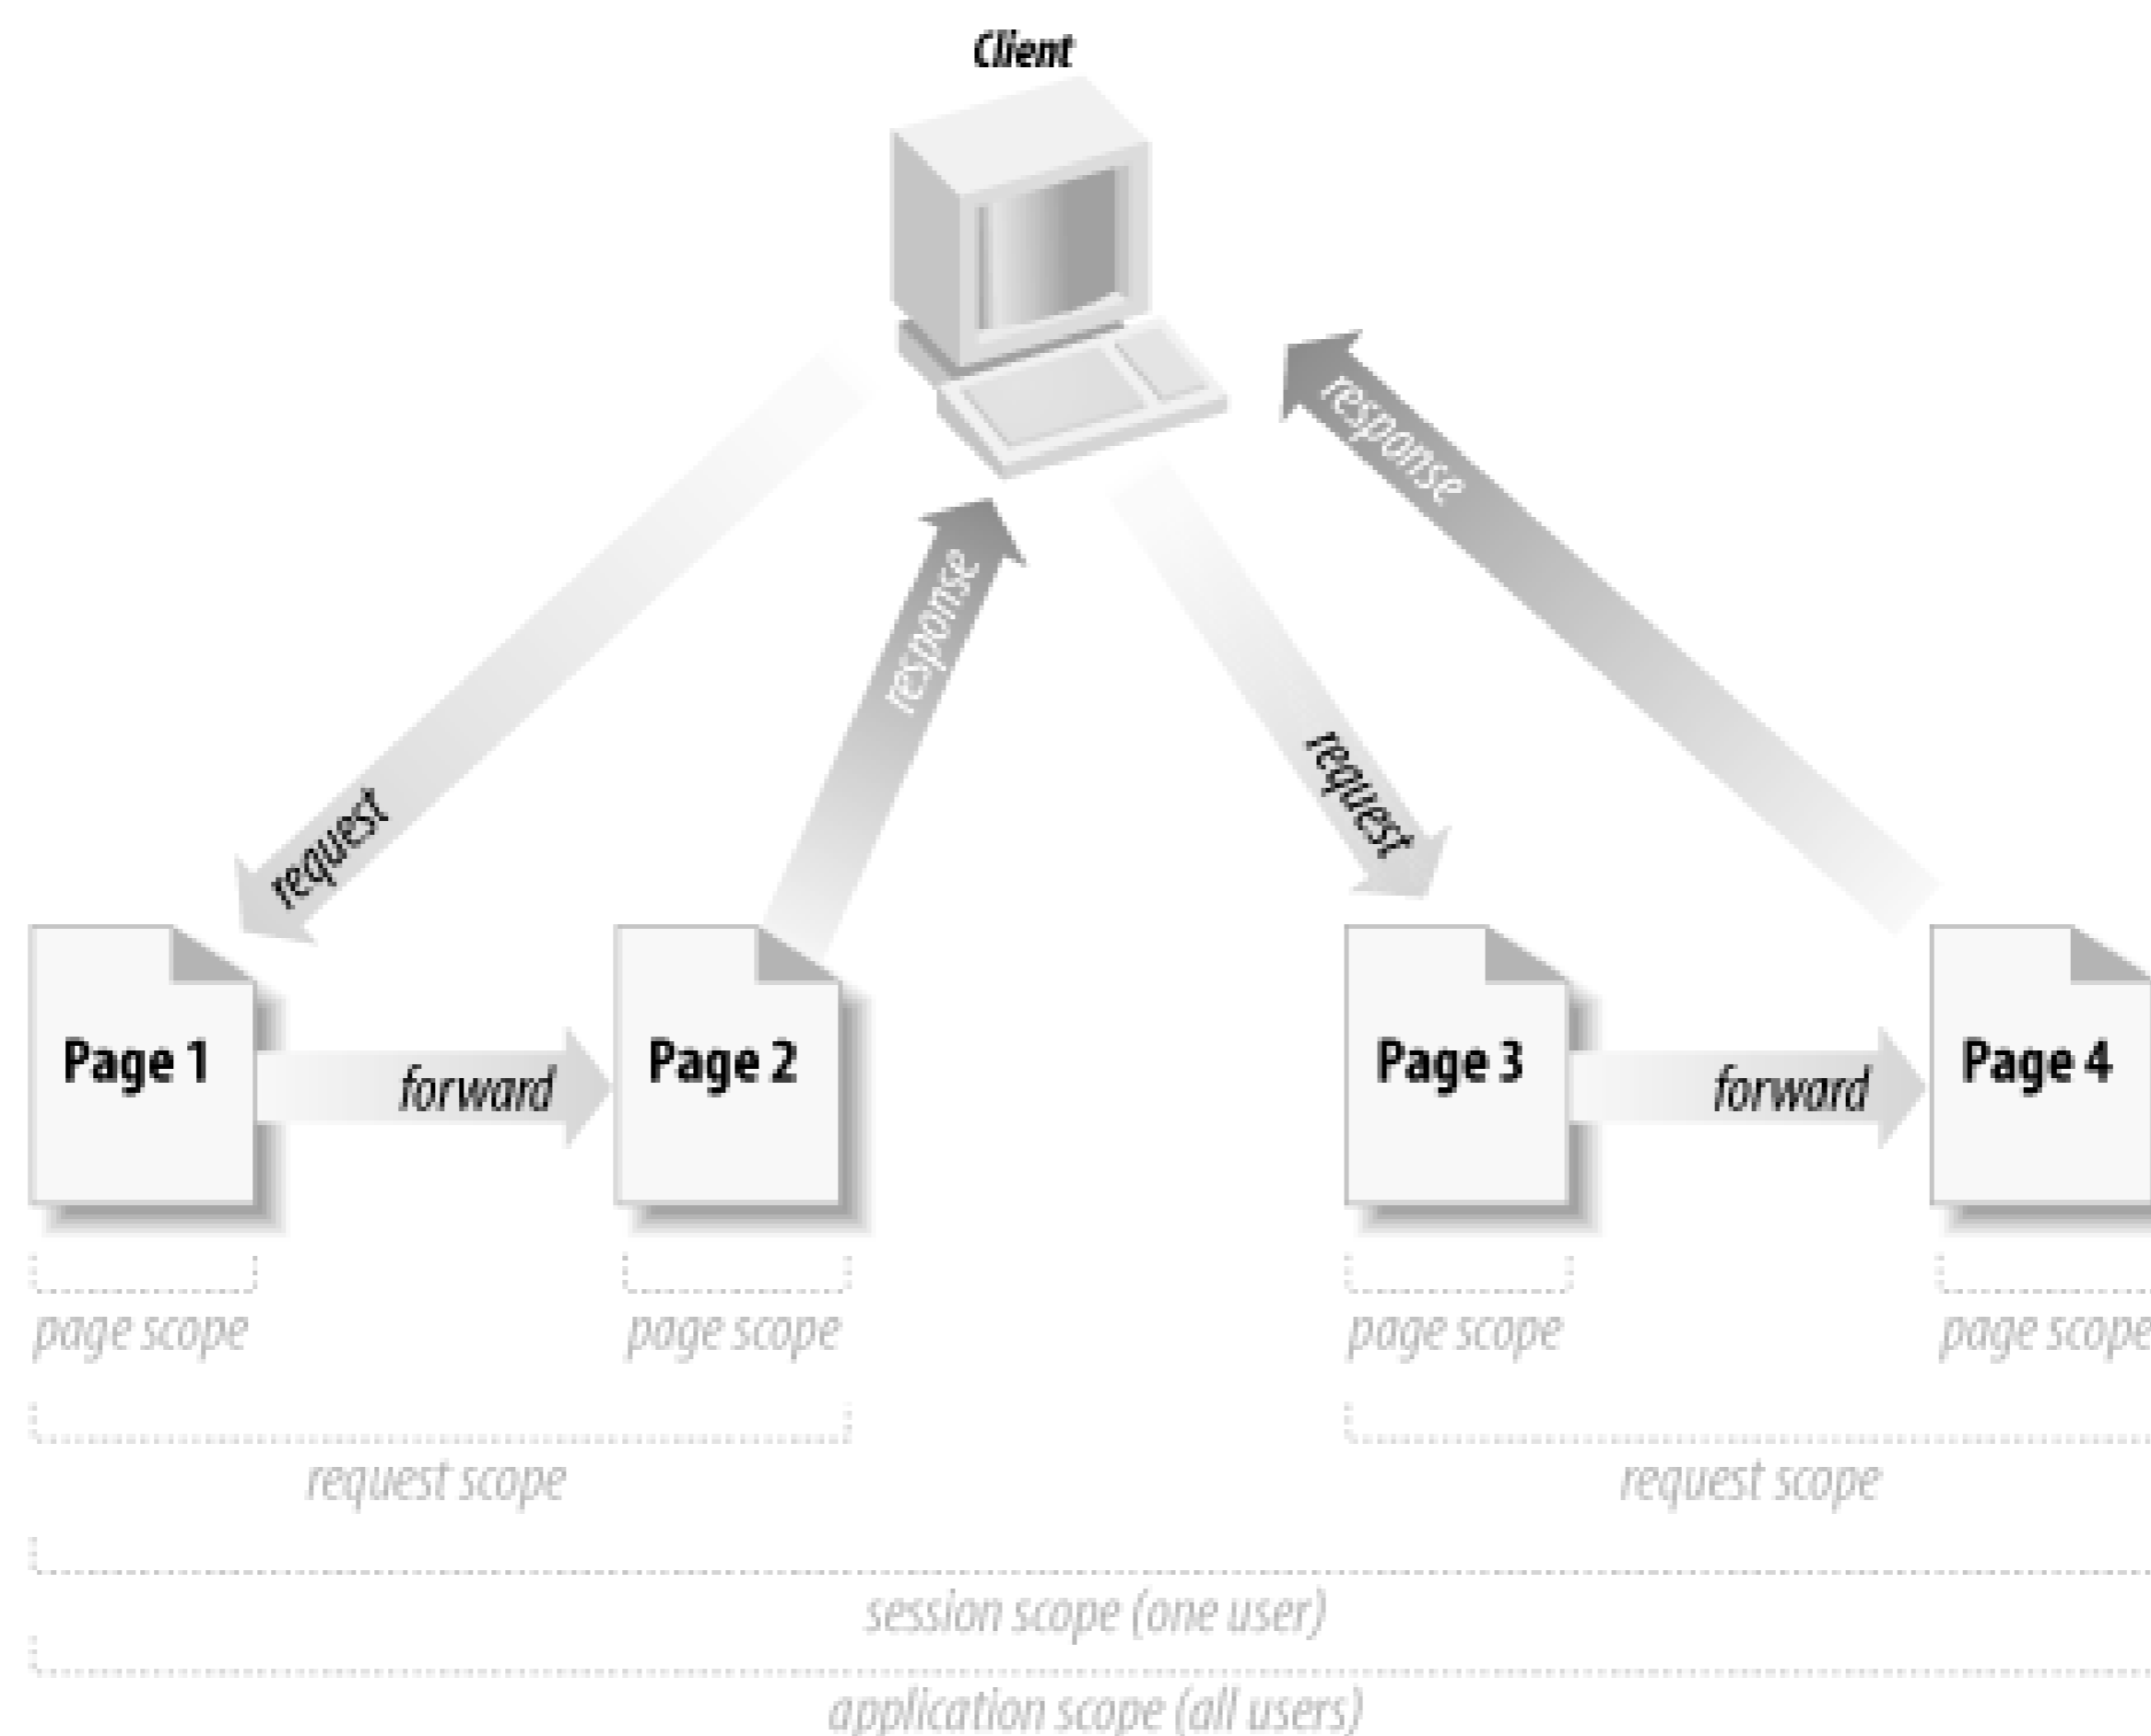 Client
response
response
request
request
Page 1
forward
Page 2
Page 3
forward
Page 4
page scope
page scope
page scope
page scope
request scope
request scope
session scope (one user)
application scope (all users)